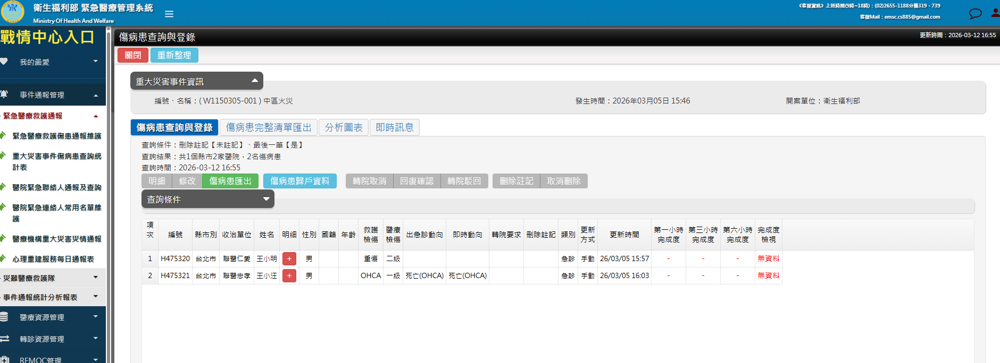 衛生福利部 緊急醫療管理系統
Ministry Of Health And Welfare
《客服資訊》上班時間(9時~18時)：(02)2655-1188分機319、739
客服Mail：emsc.cs885@gmail.com
戰情中心入口
我的最愛
事件通報管理
緊急醫療救護通報
緊急醫療救護傷患通報維護
重大災害事件傷病患查詢統計表
醫院緊急聯絡人通報及查詢
醫院緊急連絡人常用名單維護
醫療機構重大災害災情通報
心理重建服務每日通報表
災難醫療救護隊
事件通報統計分析報表
醫療資源管理
轉診資源管理
REMOC管理
傷病患查詢與登錄
更新時間：2026-03-12 16:55
關閉 重新整理
重大災害事件資訊
編號、名稱：( W1150305-001 ) 中區火災 發生時間：2026年03月05日 15:46 開案單位：衛生福利部
傷病患查詢與登錄 傷病患完整清單匯出 分析圖表 即時訊息
查詢條件：刪除註記【未註記】、最後一筆【是】
查詢結果：共1個縣市2家醫院，2名傷病患
查詢時間：2026-03-12 16:55
明細 修改 傷病患匯出 傷病患歸戶資料 轉院取消 回復確認 轉院駁回 刪除註記 取消刪除
查詢條件
項次 編號 縣市別 收治單位 姓名 明細 性別 國籍 年齡 救護檢傷 醫療檢傷 出急診動向 即時動向 轉院要求 刪除註記 類別 更新方式 更新時間 第一小時完成度 第三小時完成度 第六小時完成度 完成度檢視
1 H475320 台北市 聯醫仁愛 王小明 + 男 重傷 二級 急診 手動 26/03/05 15:57 - - - 無資料
2 H475321 台北市 聯醫忠孝 王小汪 + 男 OHCA 一級 死亡(OHCA) 死亡(OHCA) 急診 手動 26/03/05 16:03 - - - 無資料